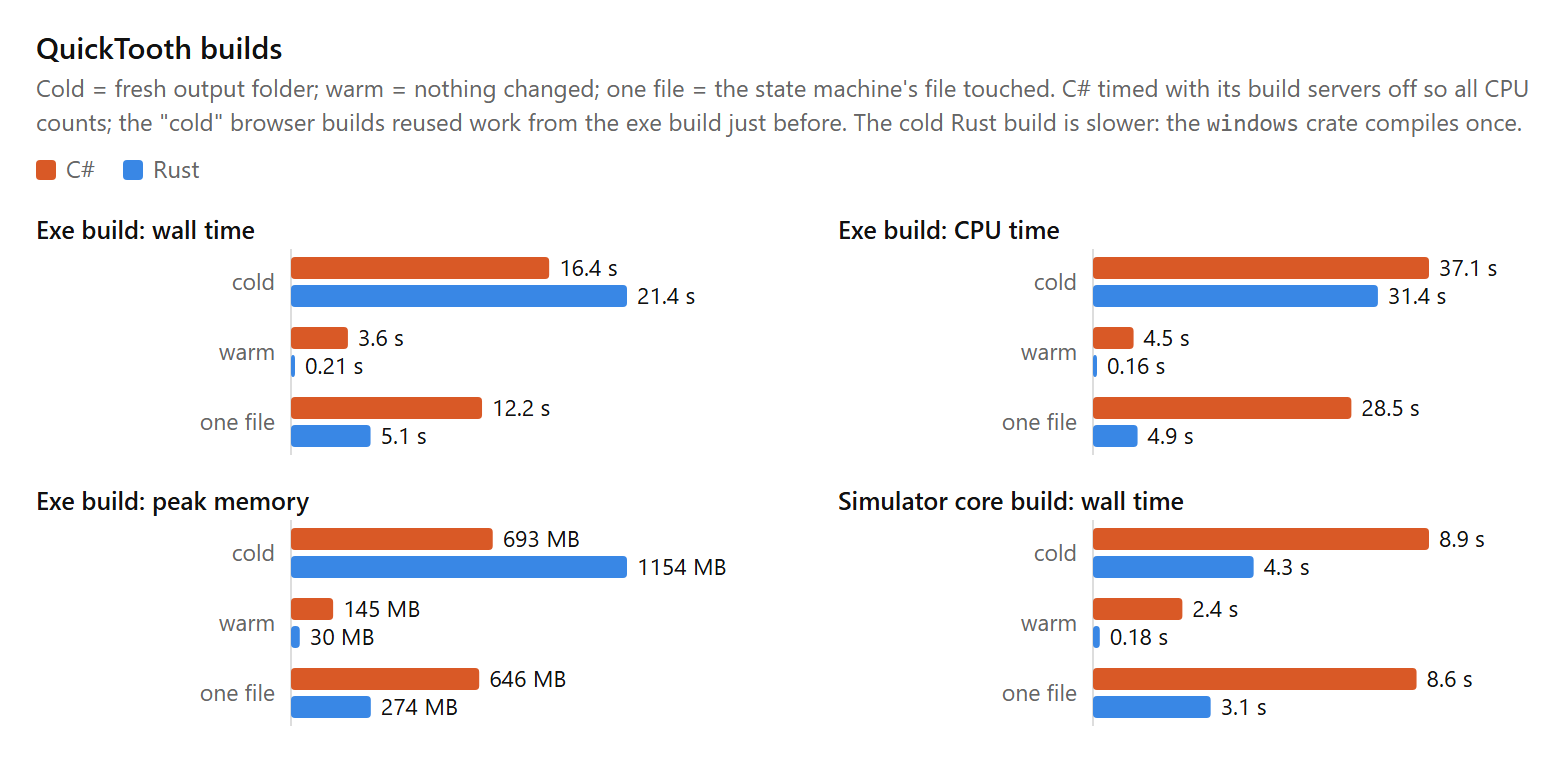 QuickTooth builds
Cold = fresh output folder; warm = nothing changed; one file = the state machine's file touched. C# timed with its build servers off so all CPU
counts; the "cold" browser builds reused work from the exe build just before. The cold Rust build is slower: the windows crate compiles once.
C# Rust
Exe build: wall time
cold
16.4 s
21.4 s
warm
3.6 s
0.21 s
one file
12.2 s
5.1 s
Exe build: CPU time
cold
37.1 s
31.4 s
warm
4.5 s
0.16 s
one file
28.5 s
4.9 s
Exe build: peak memory
cold
693 MB
1154 MB
warm
145 MB
30 MB
one file
646 MB
274 MB
Simulator core build: wall time
cold
8.9 s
4.3 s
warm
2.4 s
0.18 s
one file
8.6 s
3.1 s